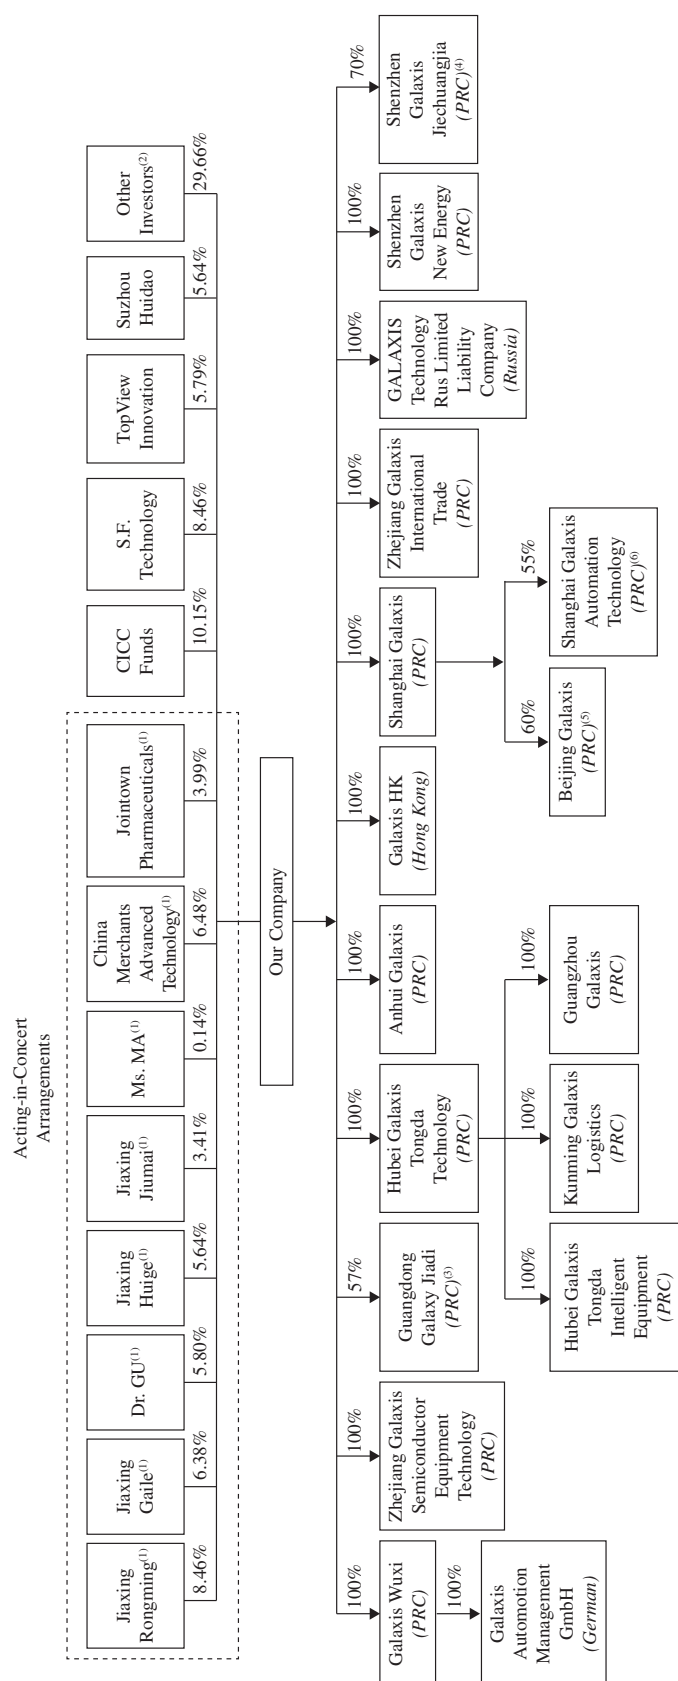 Acting-in-Concert
Arrangements
Jiaxing
Rongming(1)
Jiaxing
Gaile(1)
Dr. GU(1)
Jiaxing
Huige(1)
Jiaxing
Jiumai(1)
Ms. MA(1)
China
Merchants
Advanced
Technology(1)
Jointown
Pharmaceuticals(1)
CICC
Funds
S.F.
Technology
TopView
Innovation
Suzhou
Huidao
Other
Investors(2)
8.46%
6.38%
5.80%
5.64%
3.41%
0.14%
6.48%
3.99%
10.15%
8.46%
5.79%
5.64%
29.66%
Our Company
100%
100%
57%
100%
100%
100%
100%
100%
100%
100%
70%
Galaxis Wuxi
(PRC)
Zhejiang Galaxis
Semiconductor
Equipment
Technology
(PRC)
Guangdong
Galaxy Jiadi
(PRC)(3)
Hubei Galaxis
Tongda
Technology
(PRC)
Anhui Galaxis
(PRC)
Galaxis HK
(Hong Kong)
Shanghai Galaxis
(PRC)
Zhejiang Galaxis
International
Trade
(PRC)
GALAXIS
Technology
Rus Limited
Liability
Company
(Russia)
Shenzhen
Galaxis
New Energy
(PRC)
Shenzhen
Galaxis
Jiechuangjia
(PRC)(4)
100%
Galaxis
Automotion
Management
GmbH
(German)
100%
100%
100%
Hubei Galaxis
Tongda
Intelligent
Equipment
(PRC)
Kunming Galaxis
Logistics
(PRC)
Guangzhou
Galaxis
(PRC)
60%
55%
Beijing Galaxis
(PRC)(5)
Shanghai Galaxis
Automation
Technology
(PRC)(6)